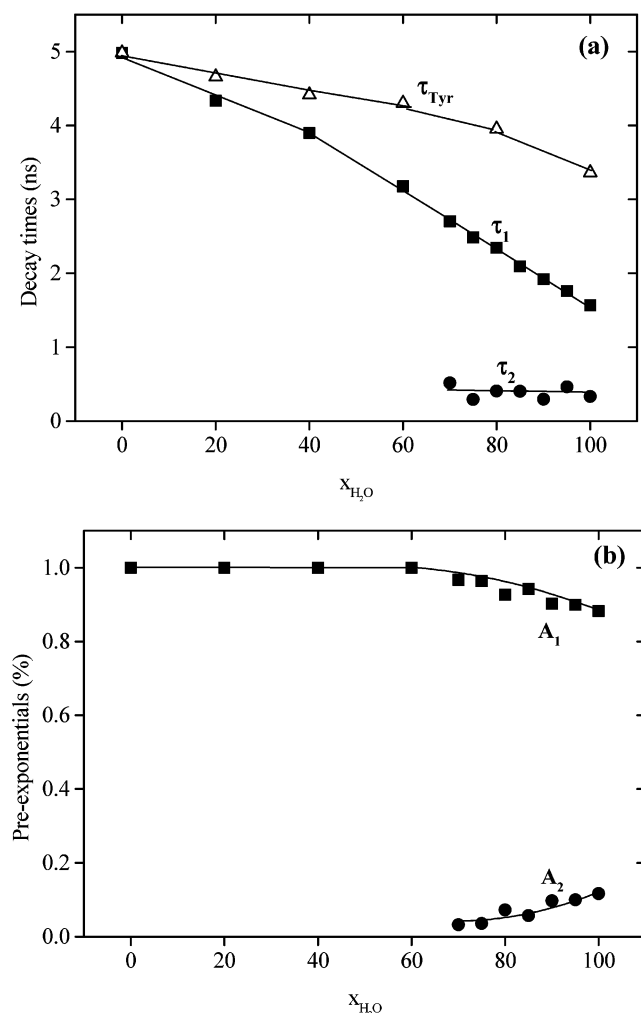 (a)
5
4
3
2
1
0
Decay times (ns)
τTyr
τ1
τ2
0 20 40 60 80 100
xH2O
(b)
1.0
0.8
0.6
0.4
0.2
0.0
Pre-exponentials (%)
A1
A2
0 20 40 60 80 100
xH2O